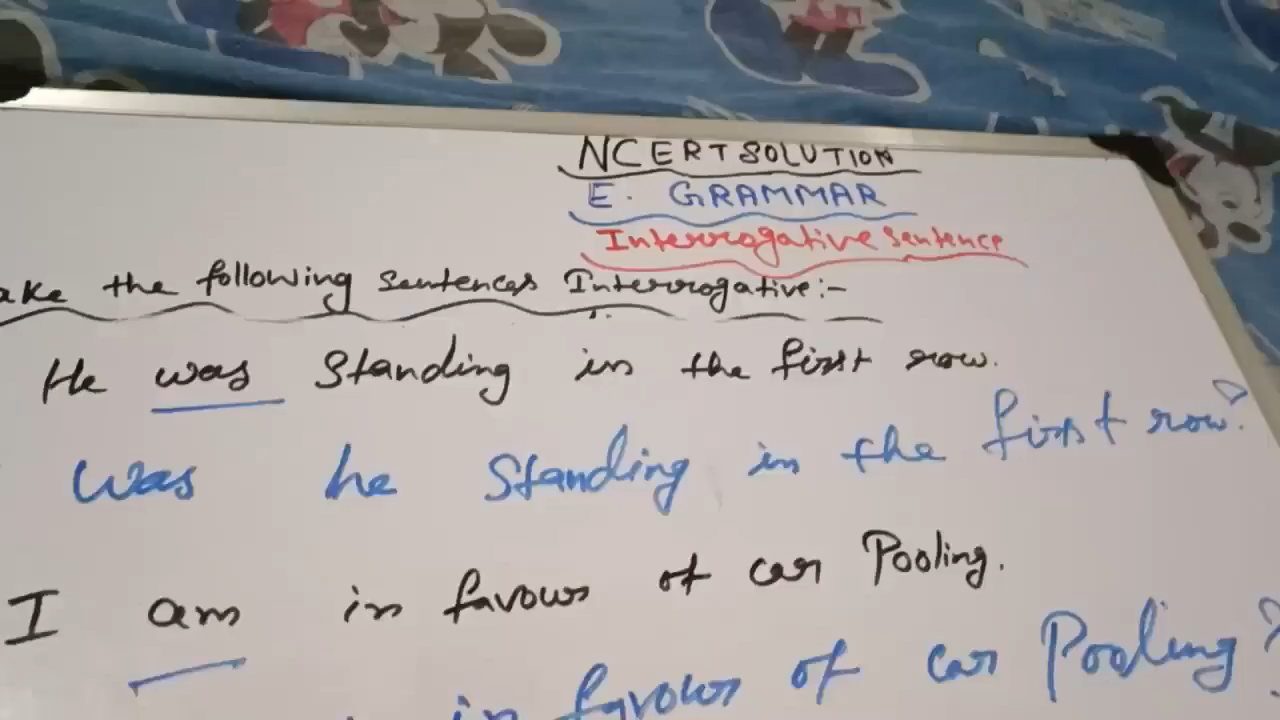 NCERT SOLUTION
E. GRAMMAR
Interrogative sentence
ake the following sentences Interrogative:-
He was Standing in the first row.
Was he Standing in the first row?
I am in favour of car Pooling.
in favour of car Pooling?